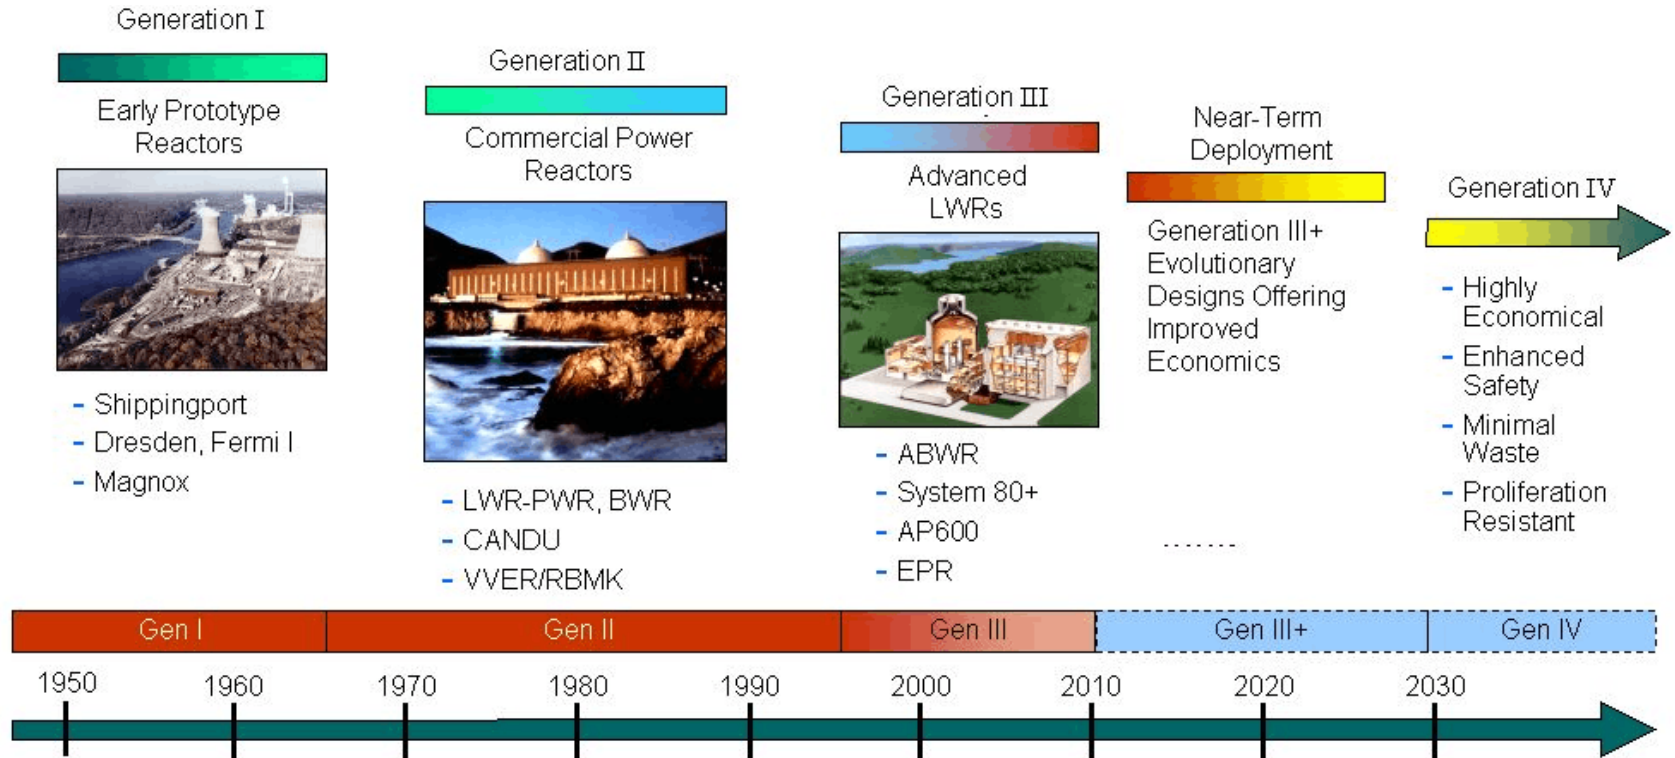 Generation I
Early Prototype
Reactors
- Shippingport
- Dresden, Fermi I
- Magnox
Generation II
Commercial Power
Reactors
- LWR-PWR, BWR
- CANDU
- VVER/RBMK
Generation III
Advanced
LWRs
- ABWR
- System 80+
- AP600
- EPR
Near-Term
Deployment
Generation III+
Evolutionary
Designs Offering
Improved
Economics
.......
Generation IV
- Highly
Economical
- Enhanced
Safety
- Minimal
Waste
- Proliferation
Resistant
Gen I
Gen II
Gen III
Gen III+
Gen IV
1950
1960
1970
1980
1990
2000
2010
2020
2030